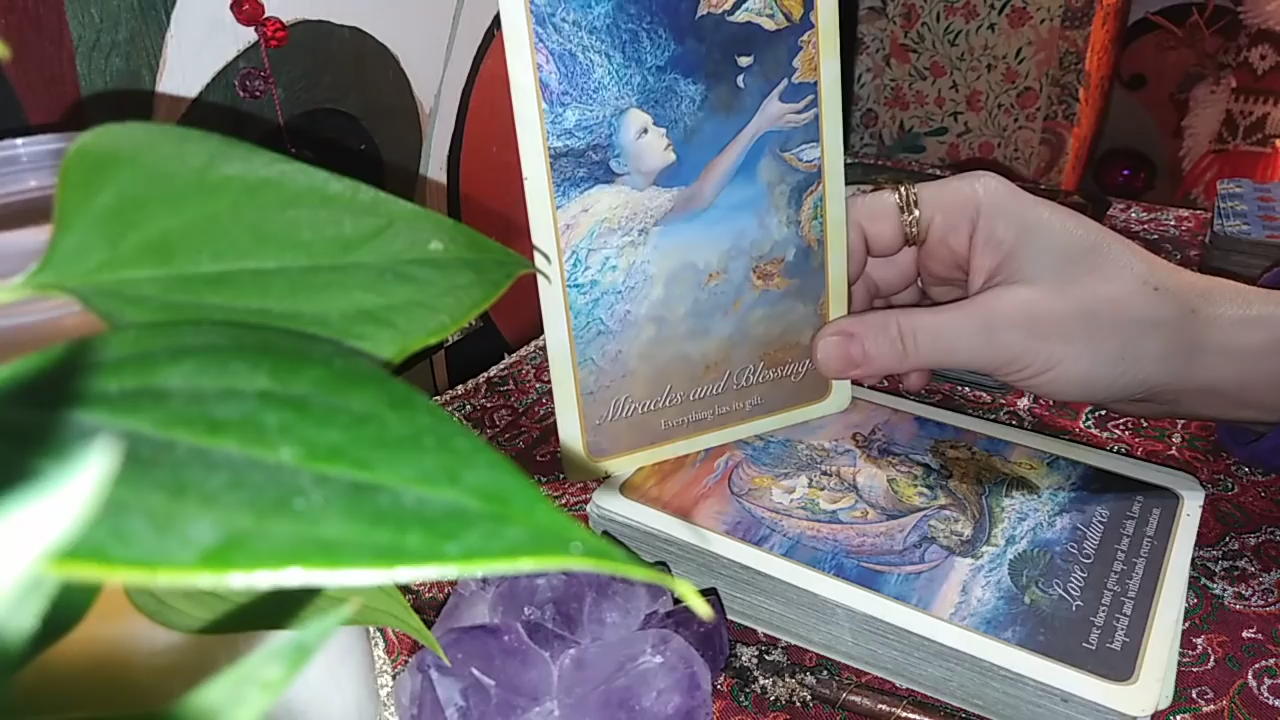 Miracles and Blessings
Everything has its gift.
Love Endures
Love does not give up or lose faith. Love is
hopeful and withstands every situation.